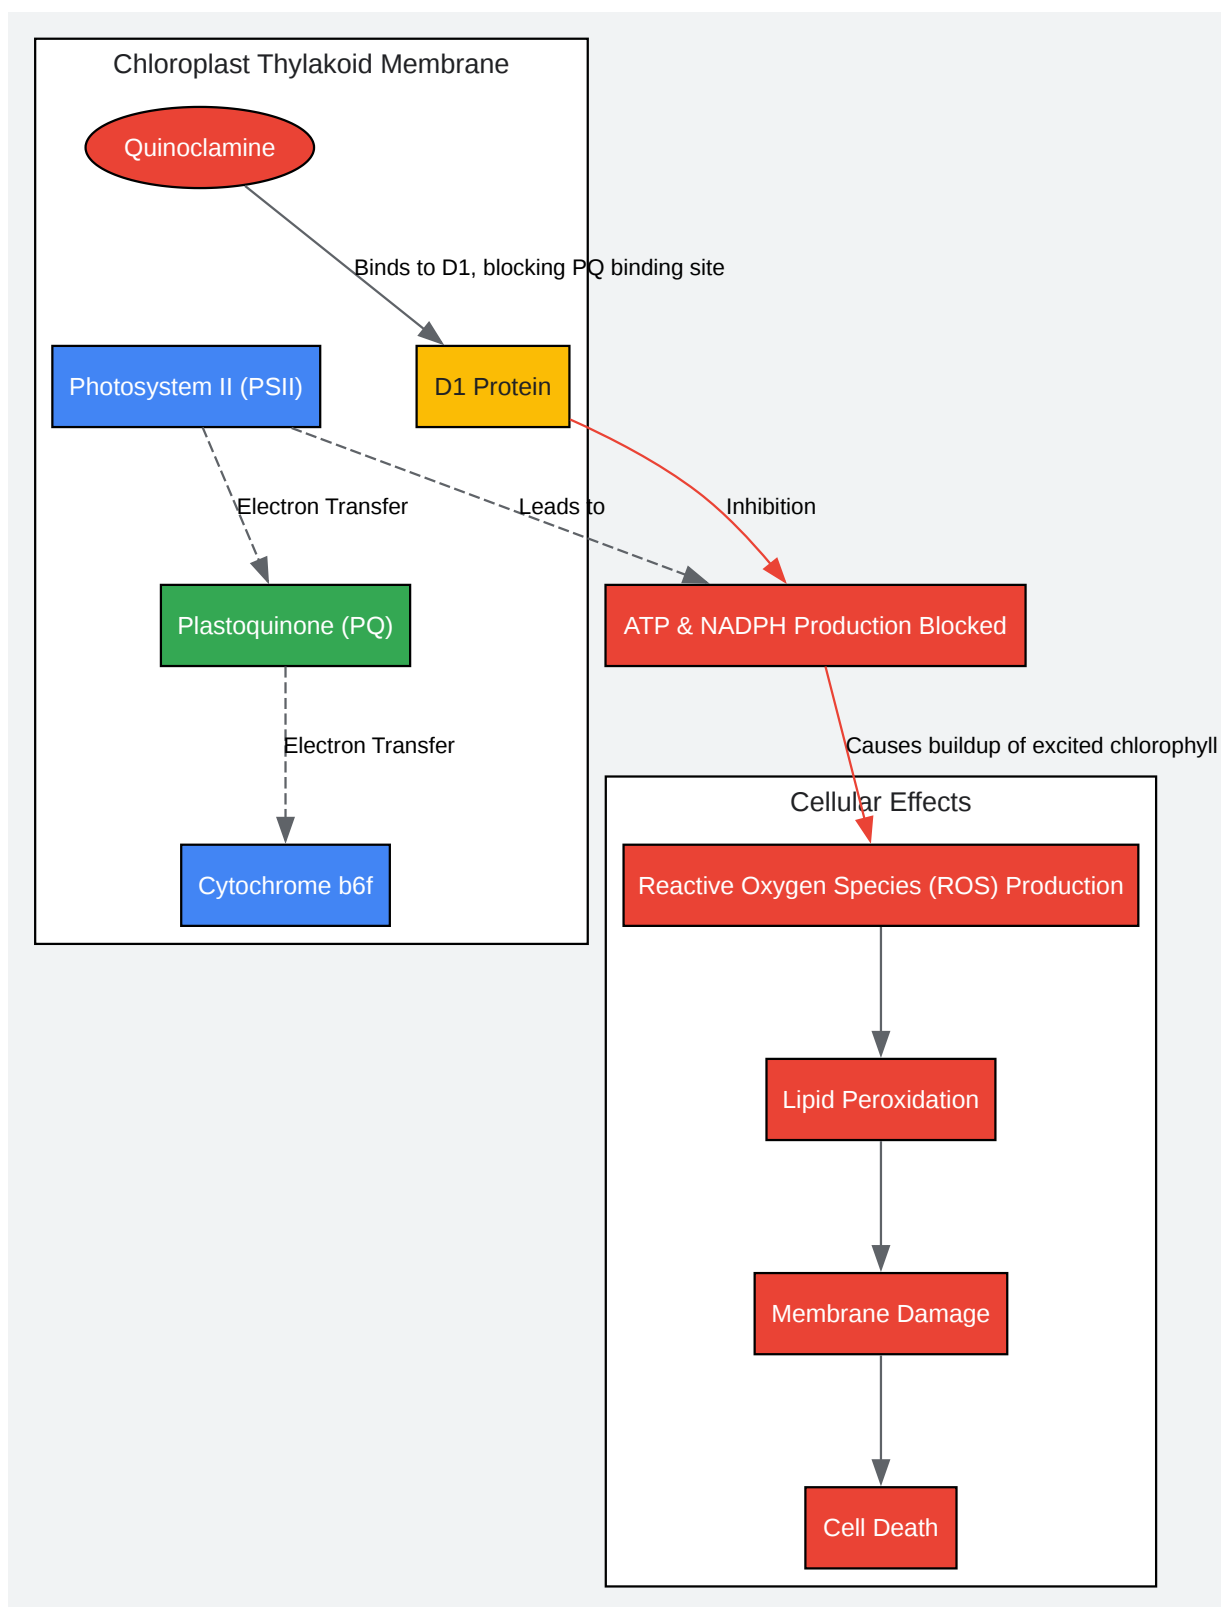 Chloroplast Thylakoid Membrane
Quinoclamine
Binds to D1, blocking PQ binding site
Photosystem II (PSII)
D1 Protein
Electron Transfer
Leads to
Inhibition
Plastoquinone (PQ)
ATP & NADPH Production Blocked
Electron Transfer
Causes buildup of excited chlorophyll
Cellular Effects
Cytochrome b6f
Reactive Oxygen Species (ROS) Production
Lipid Peroxidation
Membrane Damage
Cell Death